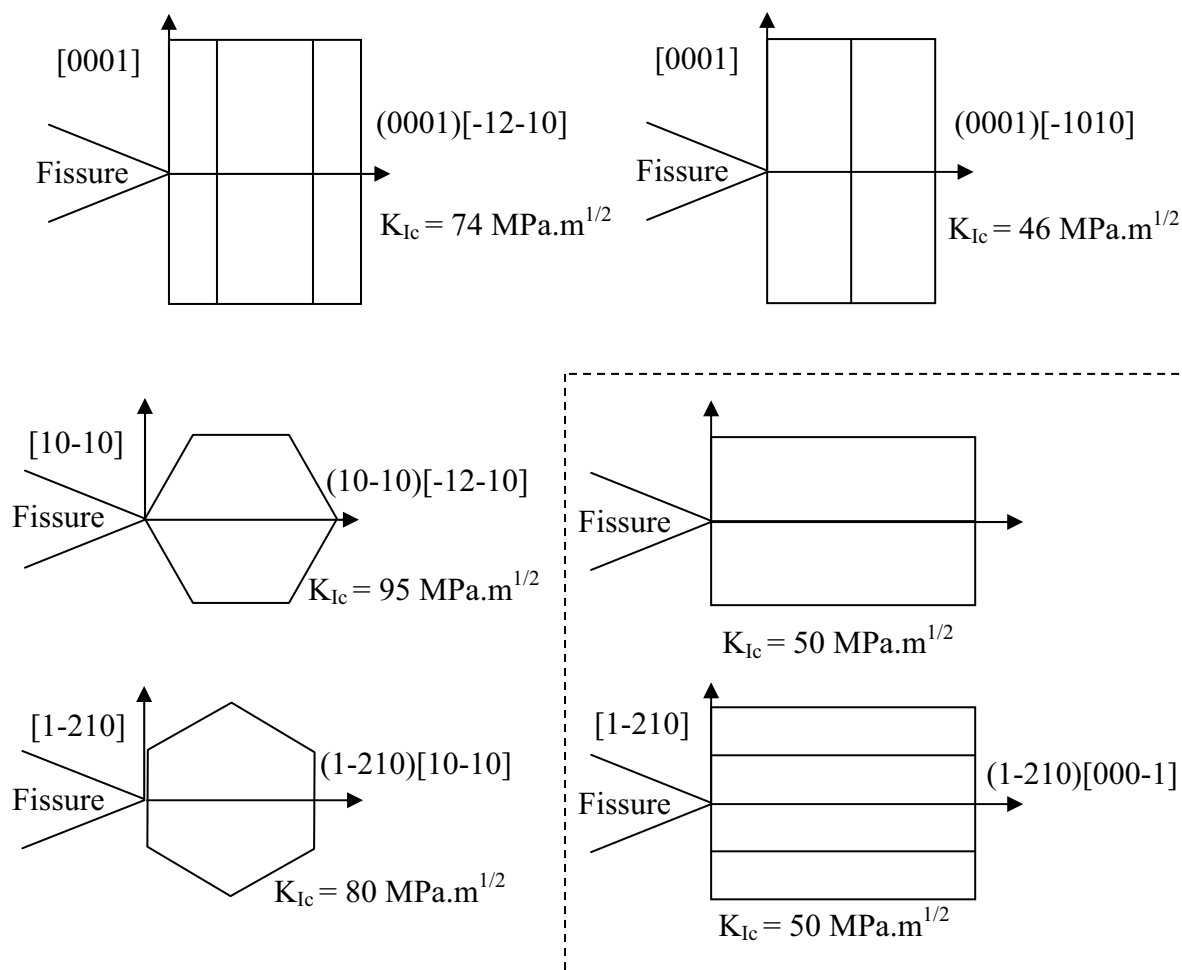 [0001]
(0001)[-12-10]
Fissure
K_Ic = 74 MPa.m^1/2
[0001]
(0001)[-1010]
Fissure
K_Ic = 46 MPa.m^1/2
[10-10]
(10-10)[-12-10]
Fissure
K_Ic = 95 MPa.m^1/2
Fissure
K_Ic = 50 MPa.m^1/2
[1-210]
(1-210)[10-10]
Fissure
K_Ic = 80 MPa.m^1/2
[1-210]
(1-210)[000-1]
Fissure
K_Ic = 50 MPa.m^1/2